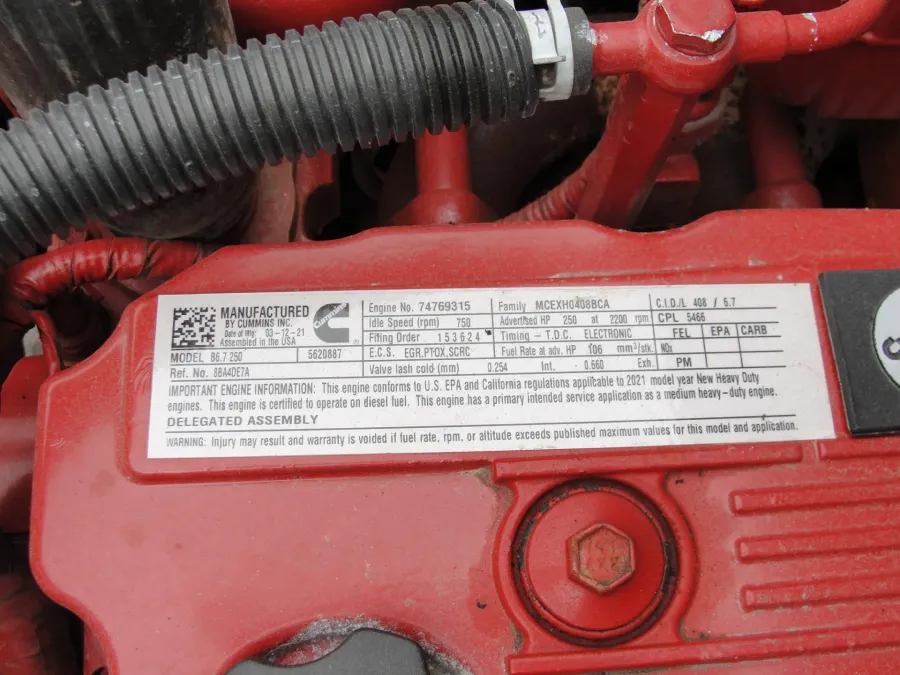 MANUFACTURED
BY CUMMINS INC.
Date of Mfg: 03-12-21
Assembled in the USA
Cummins
MODEL B6.7 250 5620887
Ref. No. 8BA4DE7A
Engine No. 74769315
Idle Speed (rpm) 750
Firing Order 153624
E.C.S. EGR,PTOX,SCRC
Valve lash cold (mm) 0.254 Int. 0.660 Exh.
Family MCEXH0408BCA
Advertised HP 250 at 2200 rpm
Timing - T.D.C. ELECTRONIC
Fuel Rate at adv. HP 106 mm³/stk.
C.I.D./L 408 / 6.7
CPL 5466
FEL EPA CARB
NOx
PM
IMPORTANT ENGINE INFORMATION: This engine conforms to U.S. EPA and California regulations applicable to 2021 model year New Heavy Duty
engines. This engine is certified to operate on diesel fuel. This engine has a primary intended service application as a medium heavy-duty engine.
DELEGATED ASSEMBLY
WARNING: Injury may result and warranty is voided if fuel rate. rpm. or altitude exceeds published maximum values for this model and application.